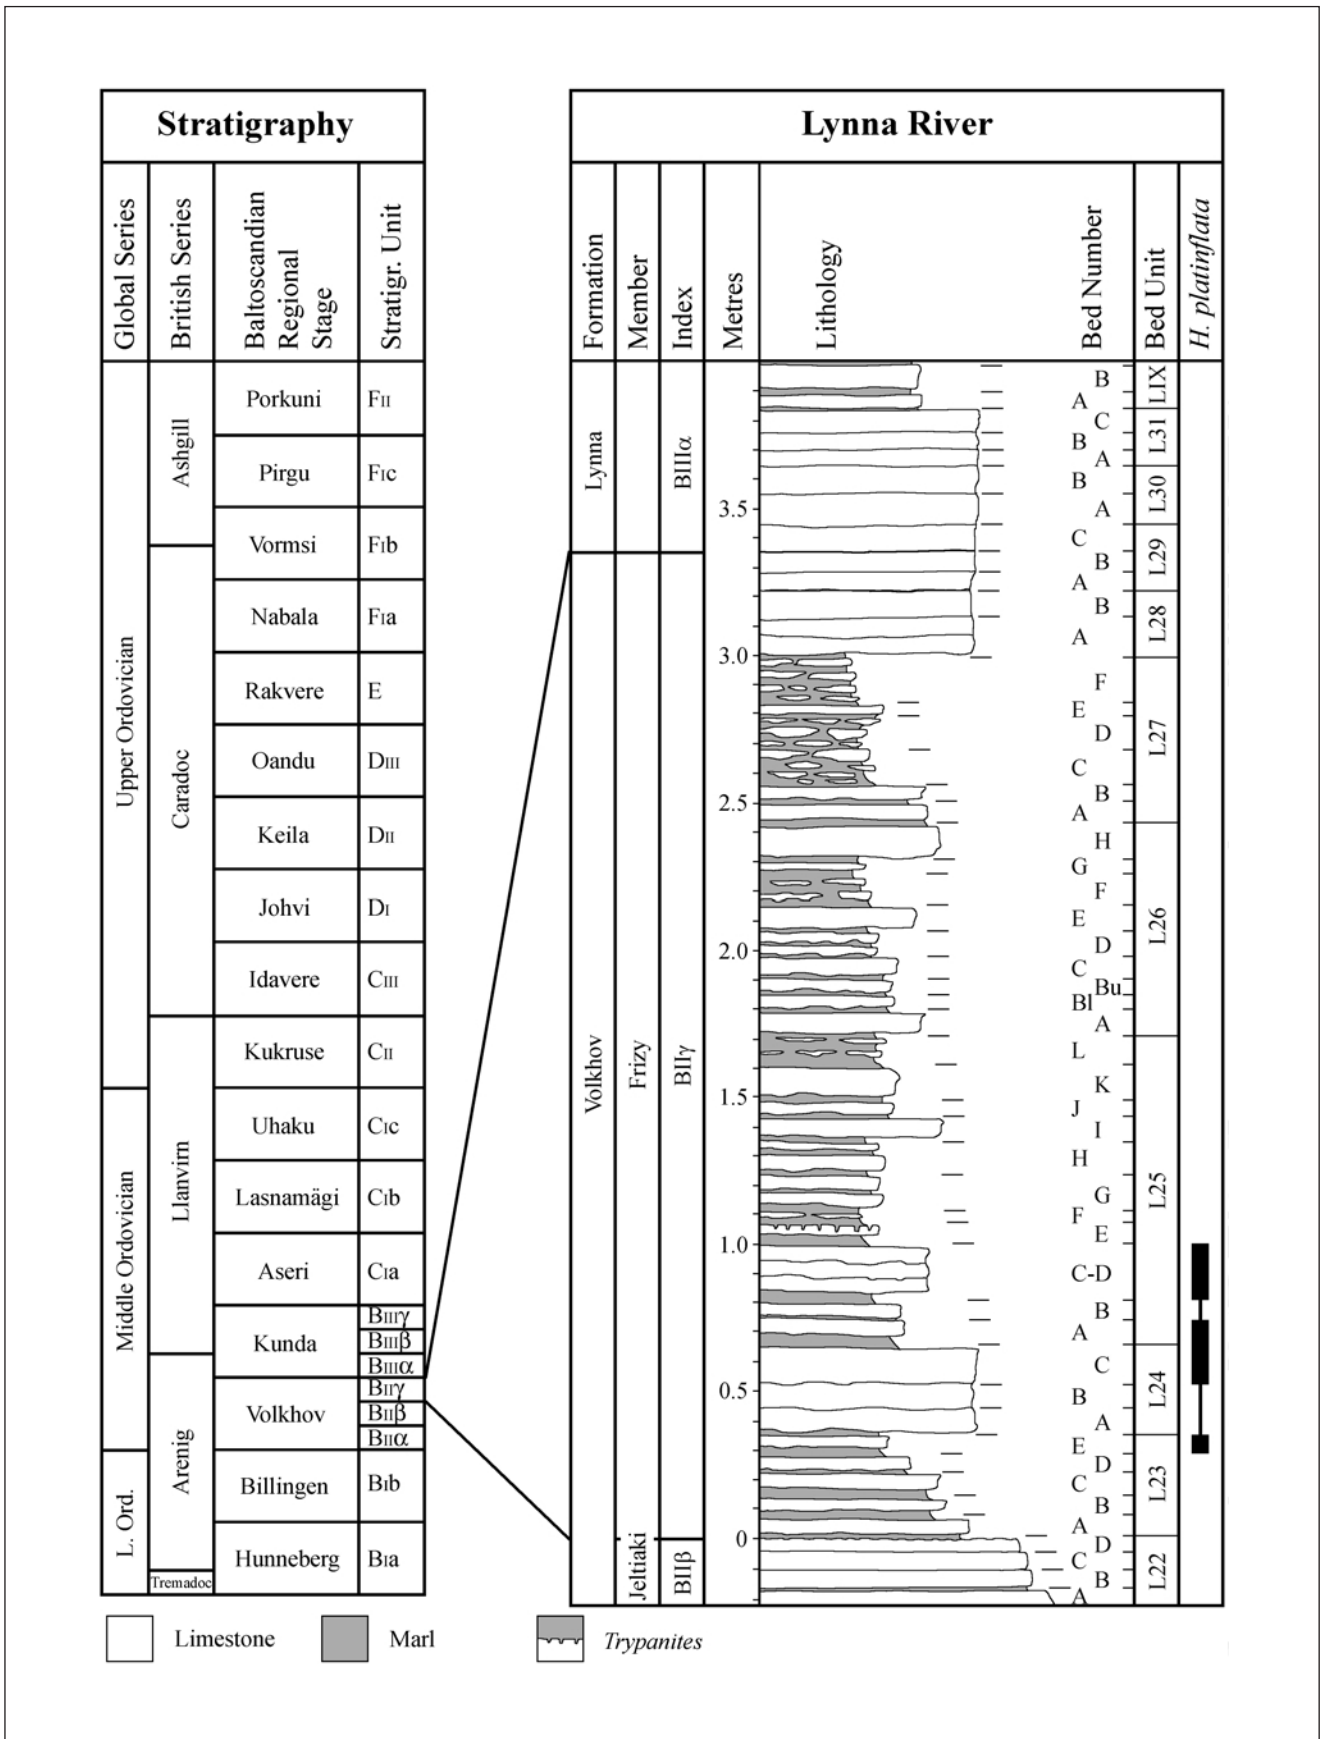 Stratigraphy
Global Series
British Series
Baltoscandian
Regional
Stage
Stratigr. Unit
Upper Ordovician
Middle Ordovician
L. Ord.
Ashgill
Caradoc
Llanvirn
Arenig
Tremadoc
Porkuni FII
Pirgu FIc
Vormsi FIb
Nabala FIa
Rakvere E
Oandu DIII
Keila DII
Johvi DI
Idavere CIII
Kukruse CII
Uhaku CIc
Lasnamägi CIb
Aseri CIa
Kunda
BIIIγ
BIIIβ
BIIIα
Volkhov
BIIγ
BIIβ
BIIα
Billingen BIb
Hunneberg BIa
Lynna River
Formation
Member
Index
Metres
Lithology
Bed Number
Bed Unit
H. platinflata
Lynna
Volkhov
Frizy
Jeltiaki
BIIIα
BIIγ
BIIβ
3.5
3.0
2.5
2.0
1.5
1.0
0.5
0
B
A
C
B
A
B
A
C
B
A
B
A
F
E
D
C
B
A
H
G
F
E
D
C
Bu
Bl
A
L
K
J
I
H
G
F
E
C-D
B
A
C
B
A
E
D
C
B
A
D
C
B
A
LIX
L31
L30
L29
L28
L27
L26
L25
L24
L23
L22
Limestone
Marl
Trypanites